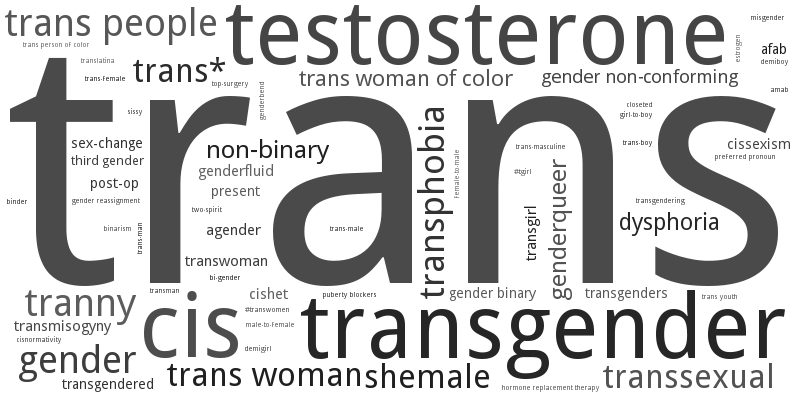 trans people
testosterone
misgender
trans person of color
estrogen
afab
translatina
trans*
demiboy
trans-Female
top-surgery
trans woman of color
gender non-conforming
amab
genderbend
trans
sissy
closeted
girl-to-boy
transphobia
sex-change
non-binary
trans-masculine
trans-boy
cissexism
third gender
Female-to-male
preferred pronoun
genderfluid
#tgirl
post-op
present
genderqueer
binder
gender reassignment
two-spirit
transgendering
transgirl
dysphoria
binarism
trans-man
agender
trans-male
transwoman
bi-gender
transman
cishet
puberty blockers
gender binary
transgenders
trans youth
tranny
cis
#transwomen
transgender
transmisogyny
male-to-Female
cisnormativity
demigirl
gender
transgendered
trans woman
shemale
hormone replacement therapy
transsexual